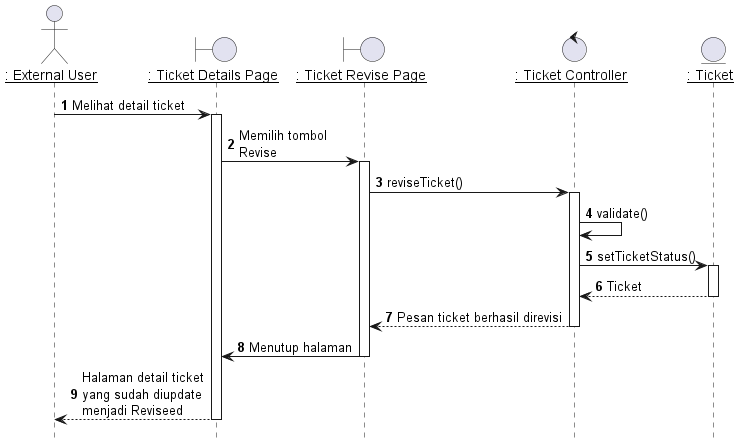 : External User
: Ticket Details Page
: Ticket Revise Page
: Ticket Controller
: Ticket
1 Melihat detail ticket
2 Memilih tombol
Revise
3 reviseTicket()
4 validate()
5 setTicketStatus()
6 Ticket
7 Pesan ticket berhasil direvisi
8 Menutup halaman
Halaman detail ticket
9 yang sudah diupdate
menjadi Reviseed